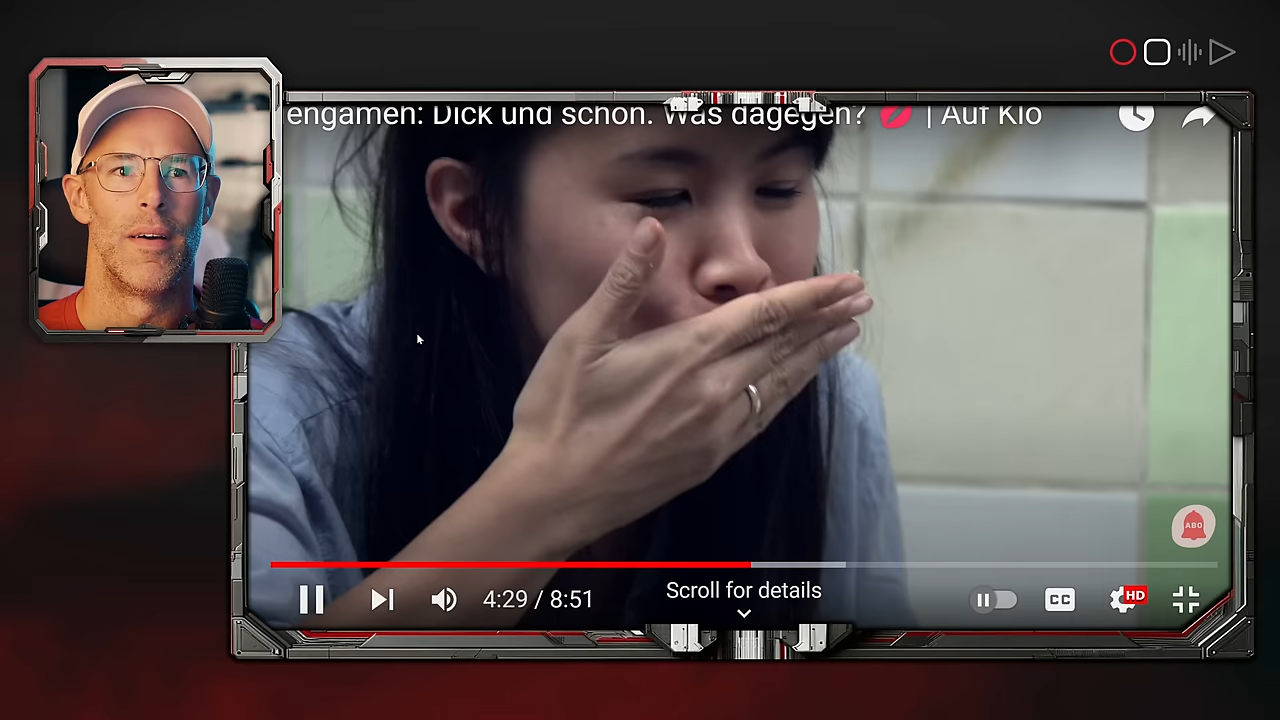 engamen: Dick und schön. Was dagegen? 💋 | Auf Klo
ABO
4:29 / 8:51
Scroll for details
CC
HD